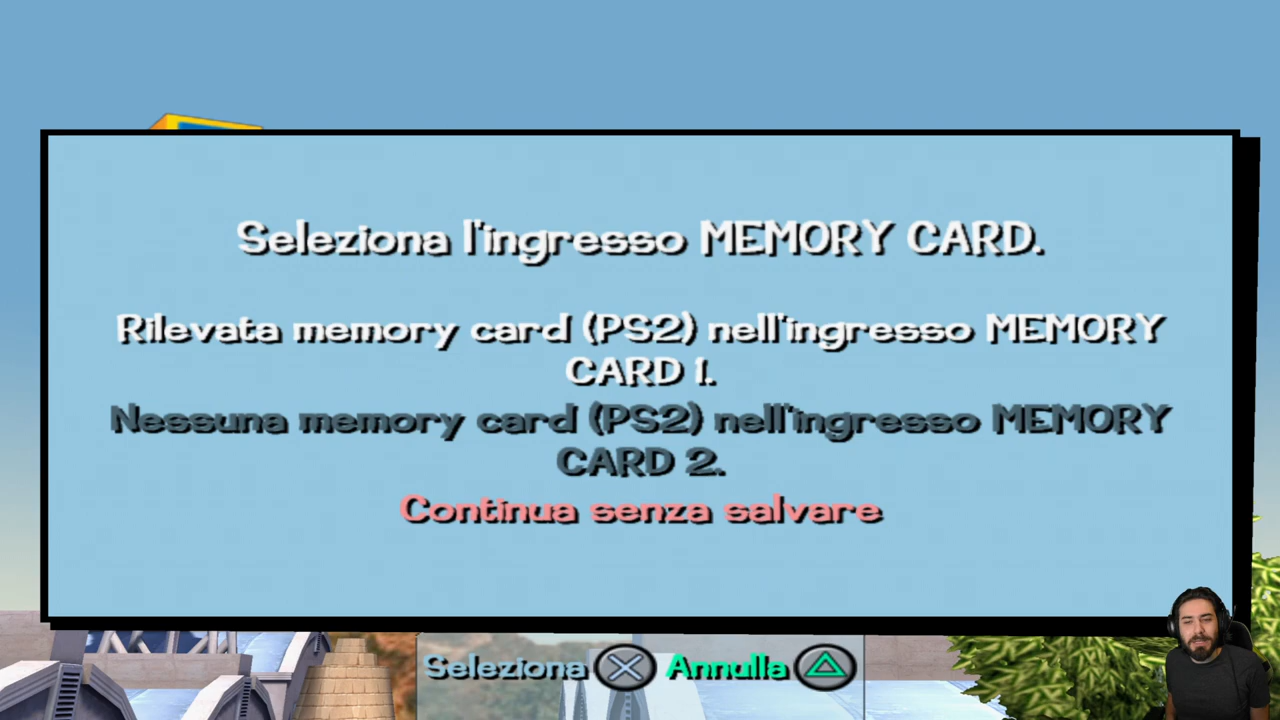 Seleziona l'ingresso MEMORY CARD.
Rilevata memory card (PS2) nell'ingresso MEMORY
CARD 1.
Nessuna memory card (PS2) nell'ingresso MEMORY
CARD 2.
Continua senza salvare
Seleziona Annulla